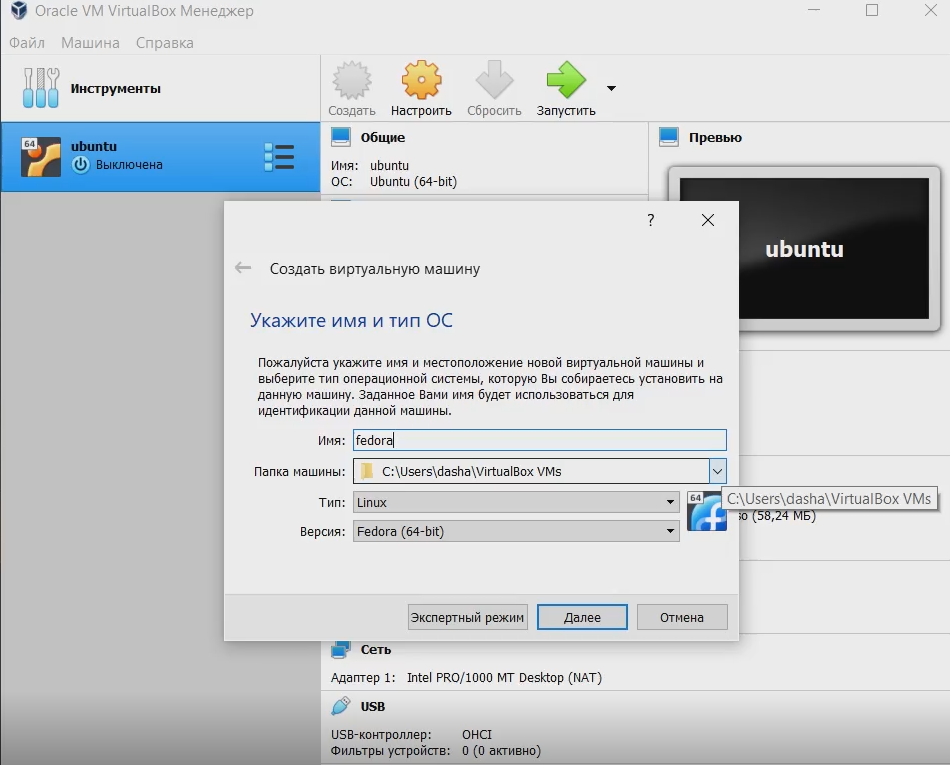 Oracle VM VirtualBox Менеджер
Файл Машина Справка
Инструменты
Создать Настроить Сбросить Запустить
64
ubuntu
Выключена
Общие
Имя: ubuntu
ОС: Ubuntu (64-bit)
Превью
ubuntu
?
Создать виртуальную машину
Укажите имя и тип ОС
Пожалуйста укажите имя и местоположение новой виртуальной машины и
выберите тип операционной системы, которую Вы собираетесь установить на
данную машину. Заданное Вами имя будет использоваться для
идентификации данной машины.
Имя: fedora
Папка машины: C:\Users\dasha\VirtualBox VMs
Тип: Linux
64
C:\Users\dasha\VirtualBox VMs
so (58,24 МБ)
Версия: Fedora (64-bit)
Экспертный режим Далее Отмена
Сеть
Адаптер 1: Intel PRO/1000 MT Desktop (NAT)
USB
USB-контроллер: OHCI
Фильтры устройств: 0 (0 активно)